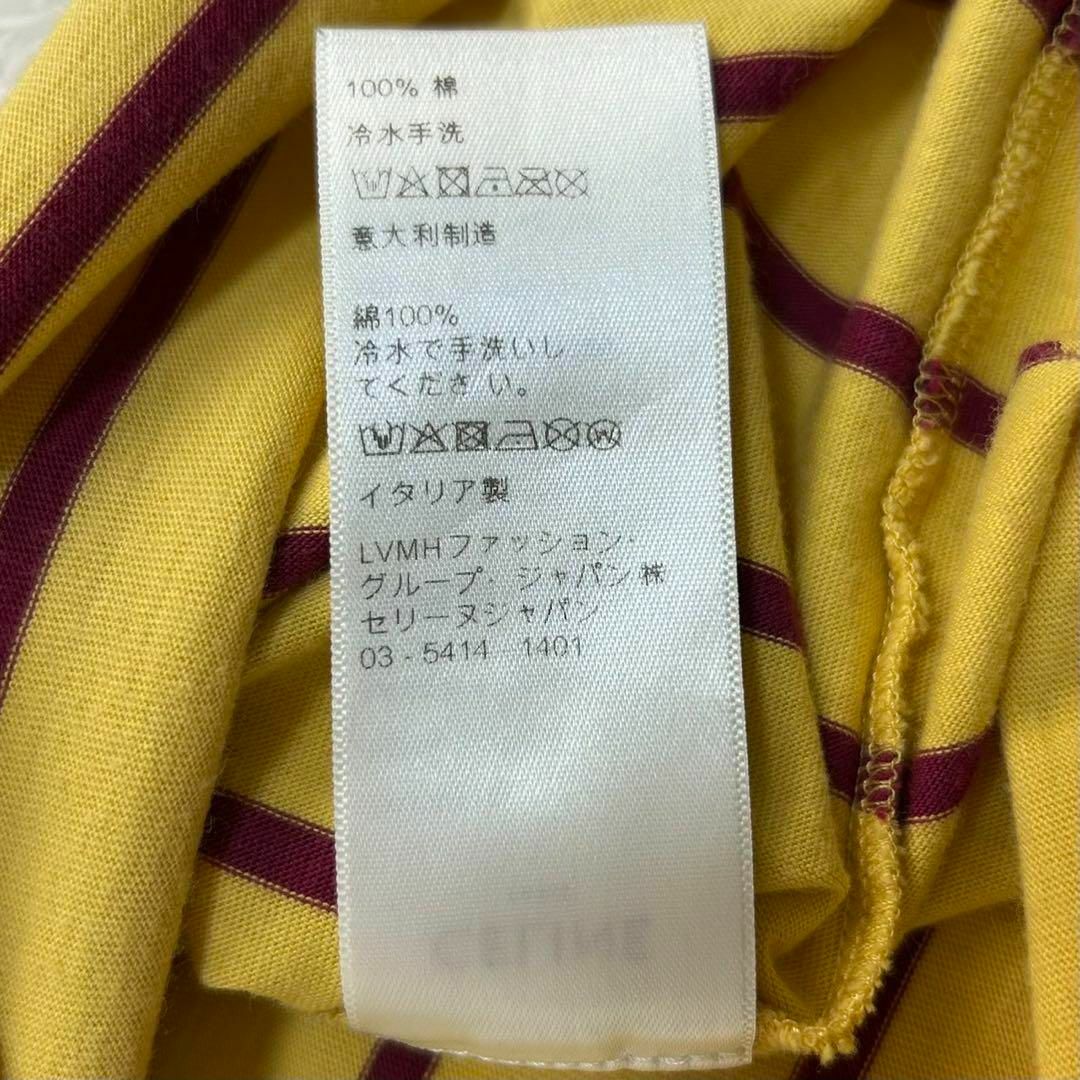 100% 棉
冷水手洗
意大利制造
綿100%
冷水で手洗いし
てください。
W
イタリア製
LVMHファッション・
グループ・ジャパン 株
セリーヌジャパン
03 - 5414 1401
CELINE